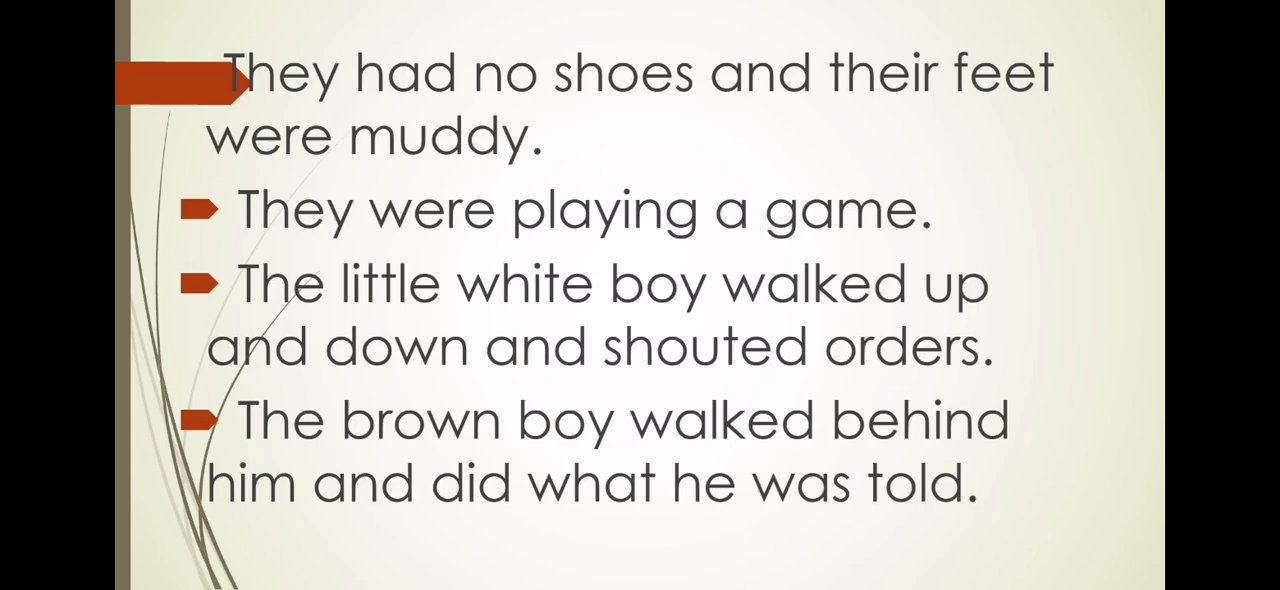 They had no shoes and their feet
were muddy.
They were playing a game.
The little white boy walked up
and down and shouted orders.
The brown boy walked behind
him and did what he was told.